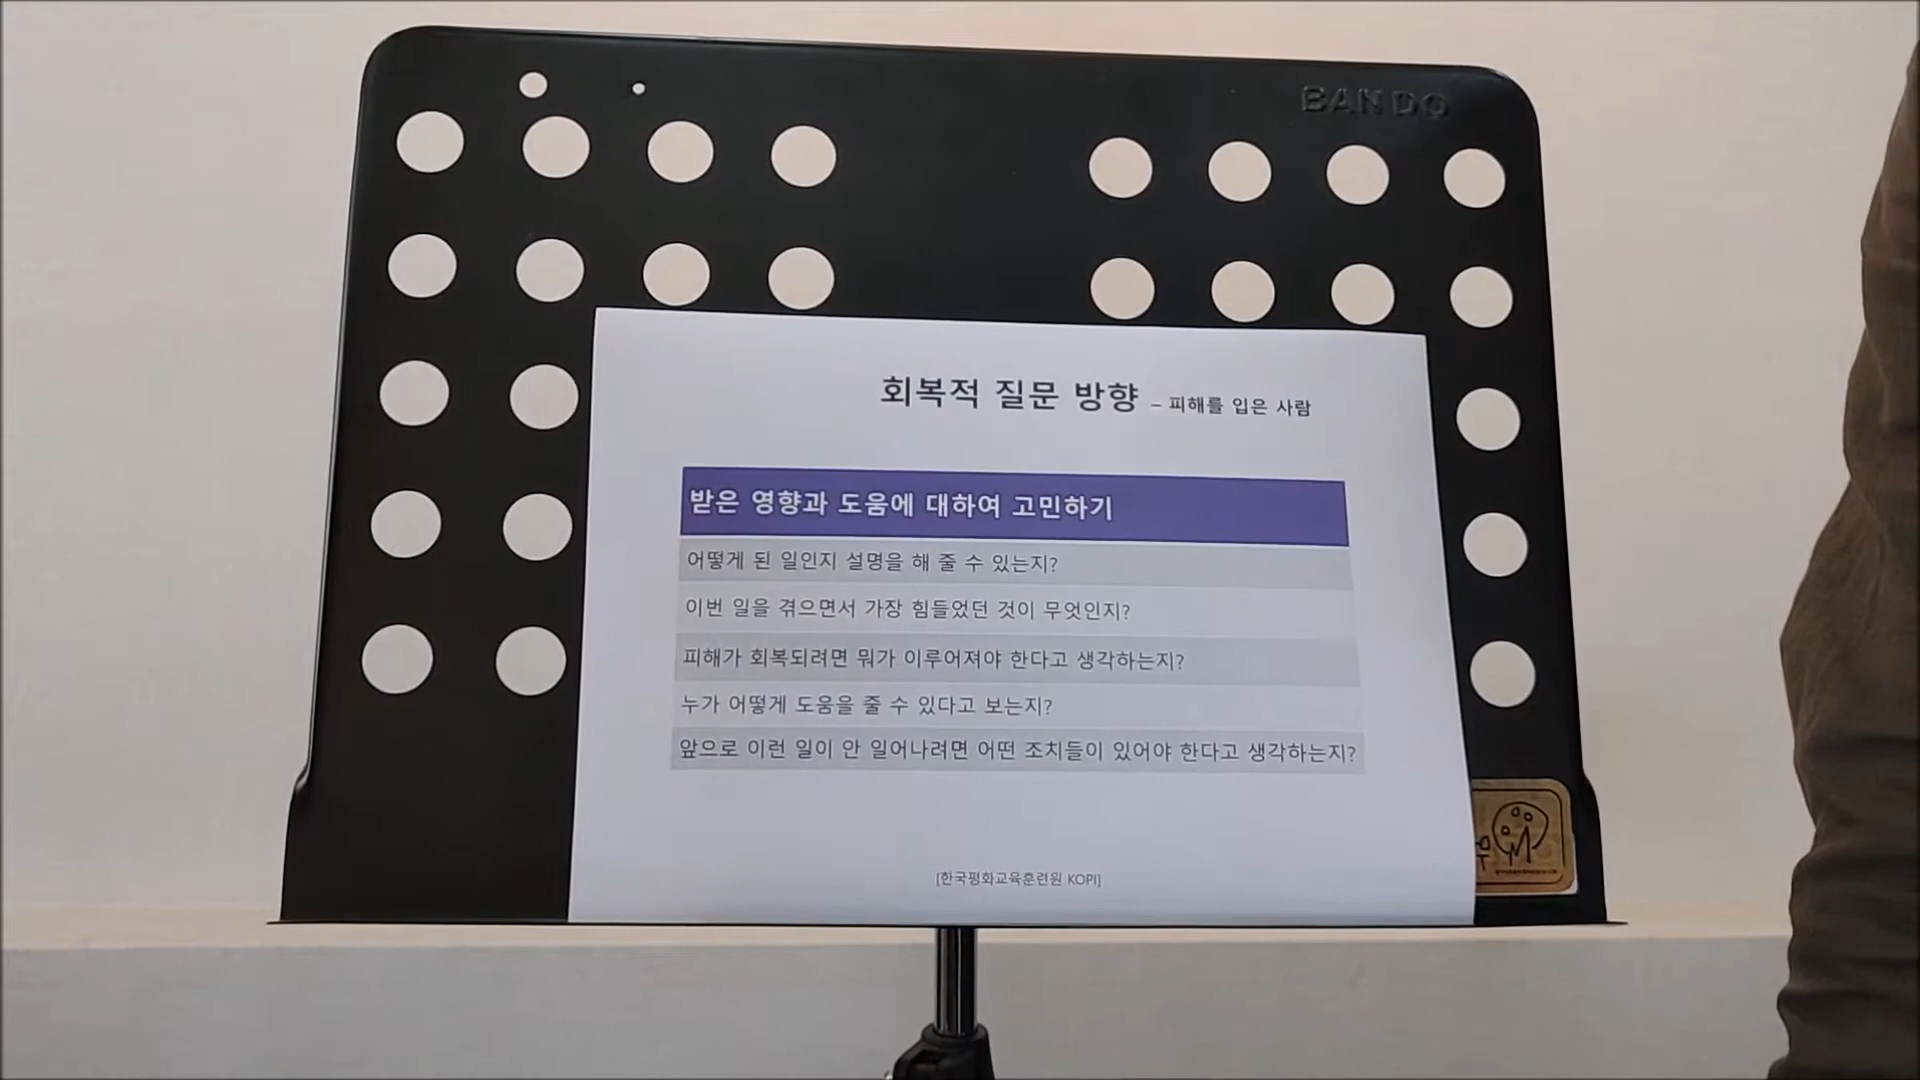 BAN DO
회복적 질문 방향 – 피해를 입은 사람
받은 영향과 도움에 대하여 고민하기
어떻게 된 일인지 설명을 해 줄 수 있는지?
이번 일을 겪으면서 가장 힘들었던 것이 무엇인지?
피해가 회복되려면 뭐가 이루어져야 한다고 생각하는지?
누가 어떻게 도움을 줄 수 있다고 보는지?
앞으로 이런 일이 안 일어나려면 어떤 조치들이 있어야 한다고 생각하는지?
[한국평화교육훈련원 KOPI]